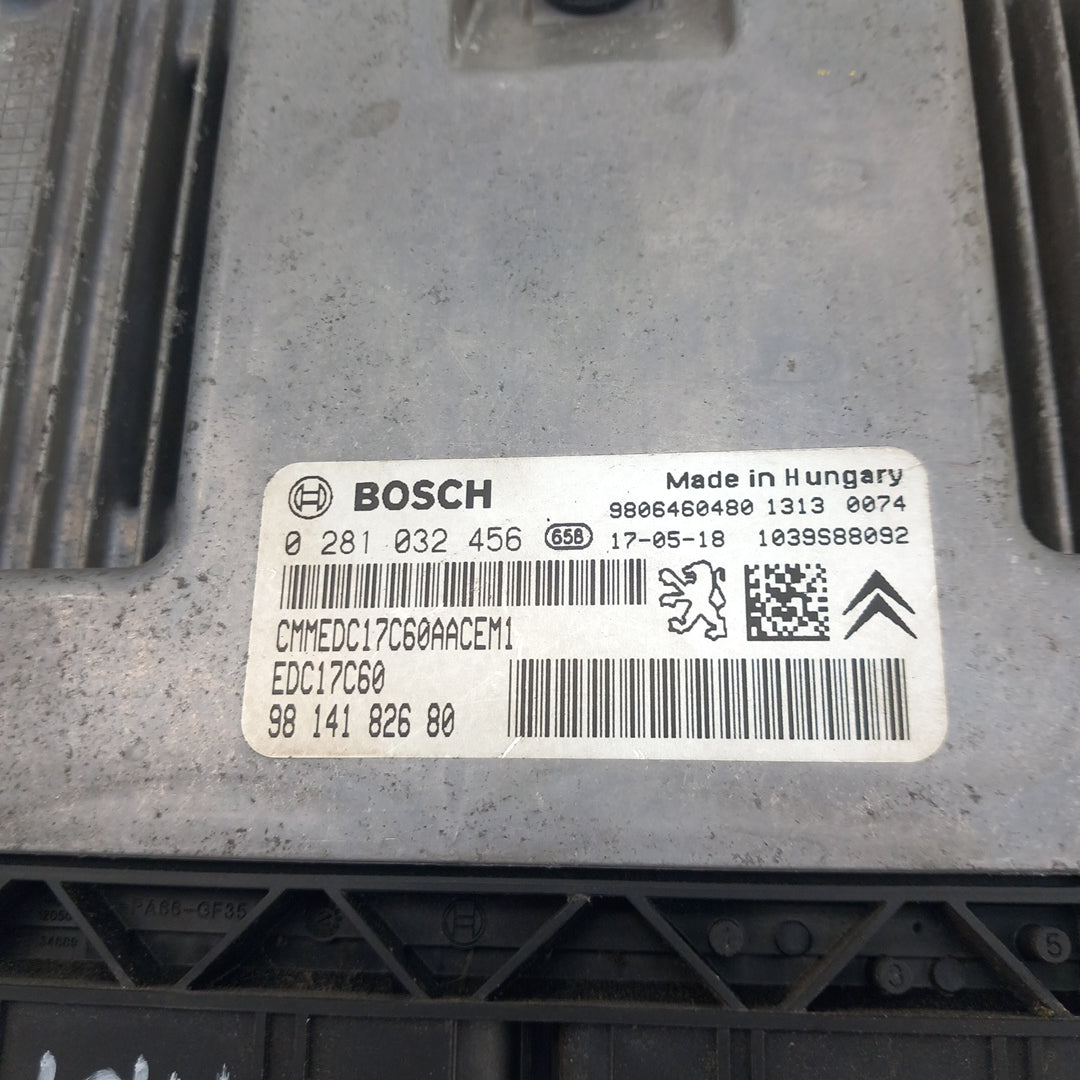 BOSCH
Made in Hungary
9806460480 1313 0074
0 281 032 456 658 17-05-18 1039S88092
CMMEDC17C60AACEM1
EDC17C60
98 141 826 80
PA66-GF35
5